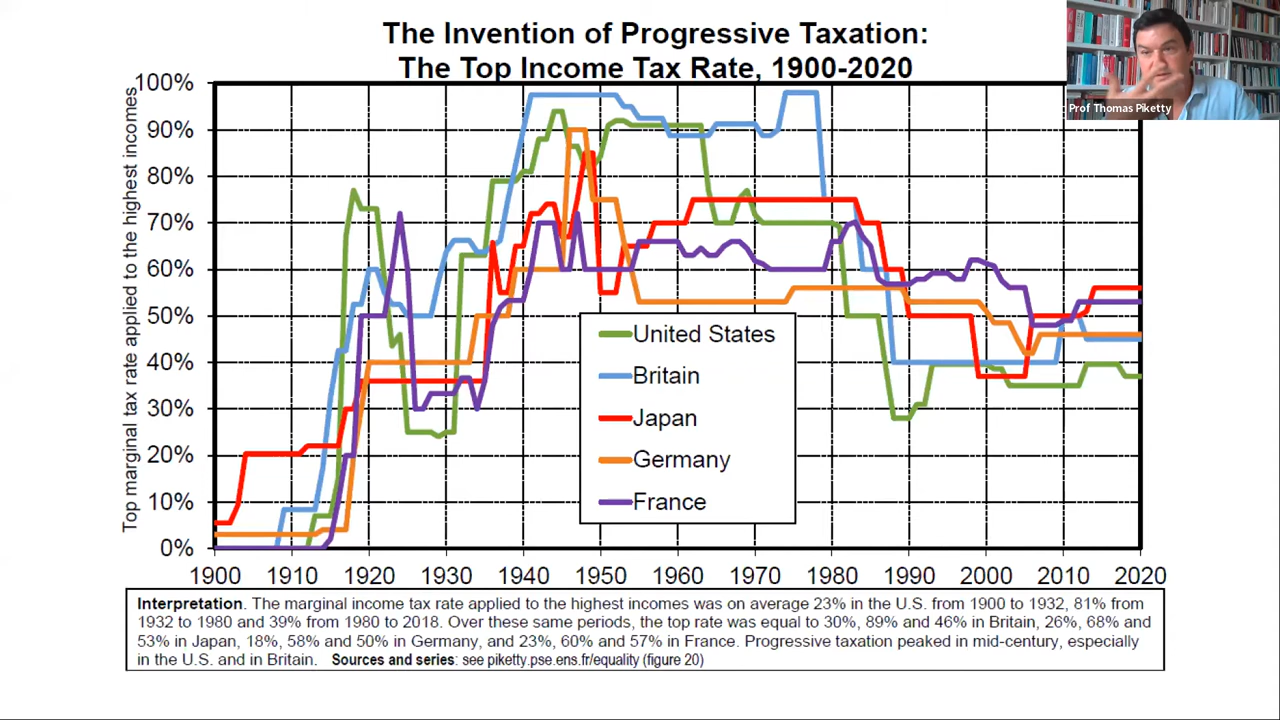 The Invention of Progressive Taxation:
The Top Income Tax Rate, 1900-2020
Prof Thomas Piketty
Top marginal tax rate applied to the highest incomes
100%
90%
80%
70%
60%
50%
40%
30%
20%
10%
0%
United States
Britain
Japan
Germany
France
1900 1910 1920 1930 1940 1950 1960 1970 1980 1990 2000 2010 2020
Interpretation. The marginal income tax rate applied to the highest incomes was on average 23% in the U.S. from 1900 to 1932, 81% from
1932 to 1980 and 39% from 1980 to 2018. Over these same periods, the top rate was equal to 30%, 89% and 46% in Britain, 26%, 68% and
53% in Japan, 18%, 58% and 50% in Germany, and 23%, 60% and 57% in France. Progressive taxation peaked in mid-century, especially
in the U.S. and in Britain. Sources and series: see piketty.pse.ens.fr/equality (figure 20)